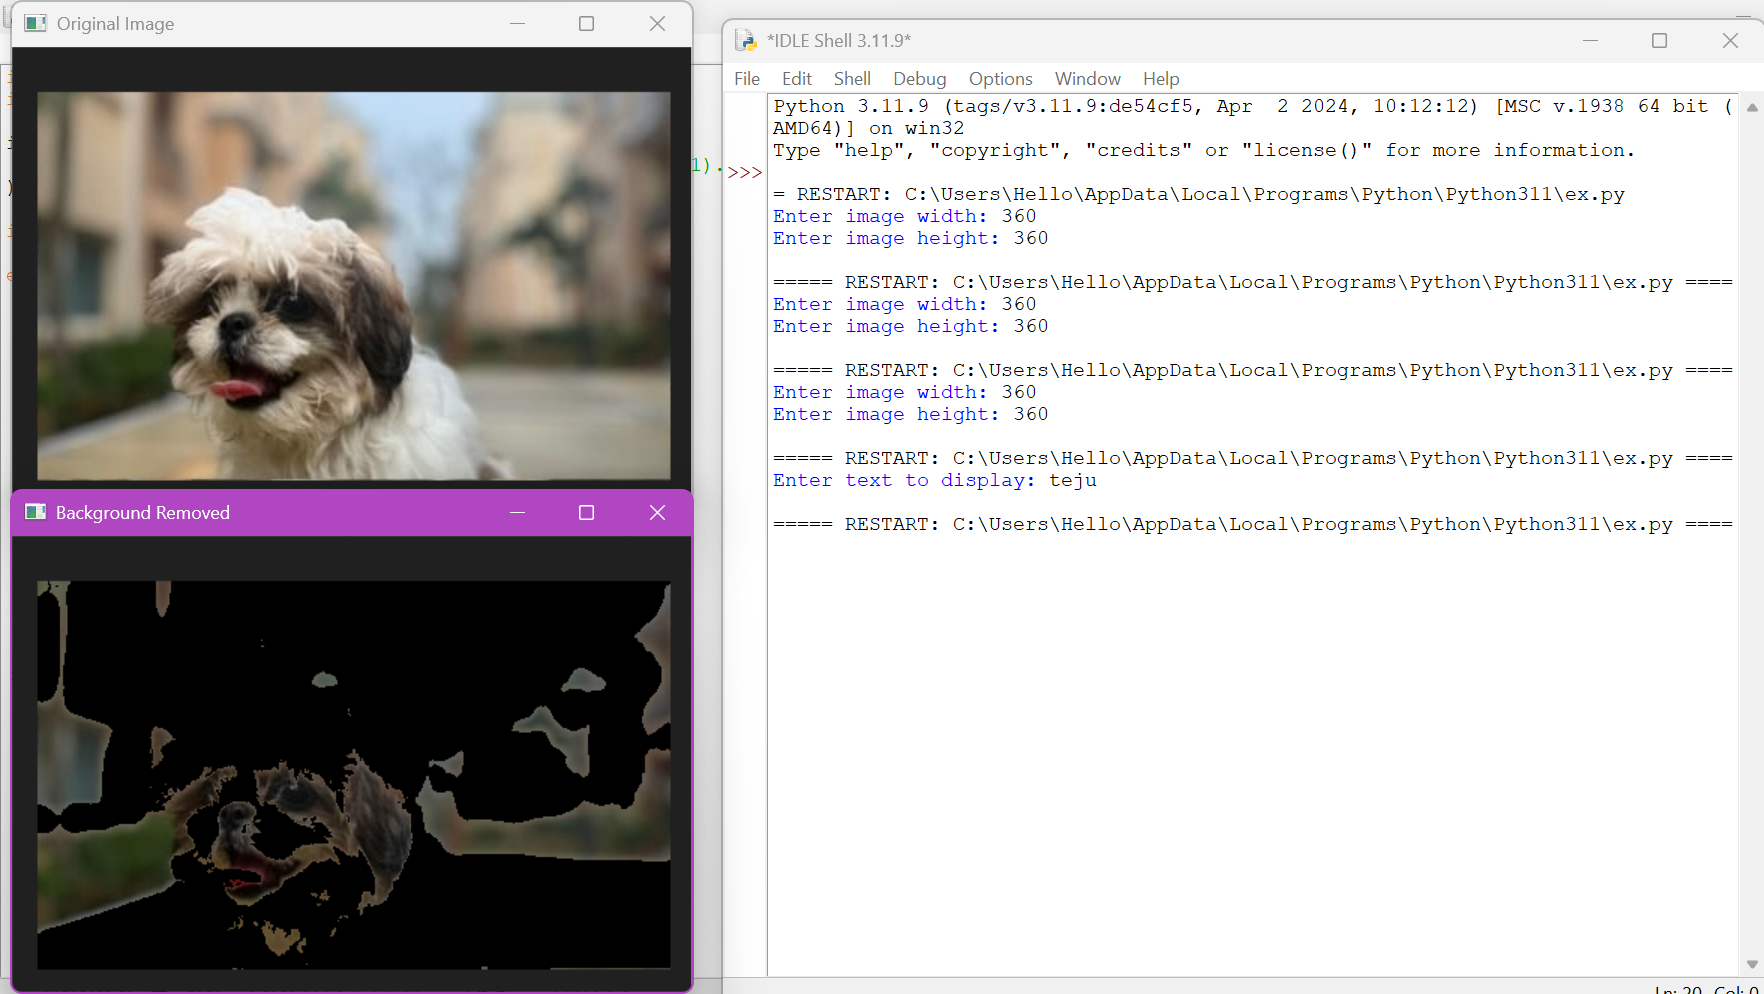 Original Image
*IDLE Shell 3.11.9*
File Edit Shell Debug Options Window Help
Python 3.11.9 (tags/v3.11.9:de54cf5, Apr  2 2024, 10:12:12) [MSC v.1938 64 bit (
AMD64)] on win32
Type "help", "copyright", "credits" or "license()" for more information.
1).
>>>
= RESTART: C:\Users\Hello\AppData\Local\Programs\Python\Python311\ex.py
Enter image width: 360
Enter image height: 360
===== RESTART: C:\Users\Hello\AppData\Local\Programs\Python\Python311\ex.py ====
Enter image width: 360
Enter image height: 360
===== RESTART: C:\Users\Hello\AppData\Local\Programs\Python\Python311\ex.py ====
Enter image width: 360
Enter image height: 360
===== RESTART: C:\Users\Hello\AppData\Local\Programs\Python\Python311\ex.py ====
Enter text to display: teju
===== RESTART: C:\Users\Hello\AppData\Local\Programs\Python\Python311\ex.py ====
Background Removed
Ln: 20 Col: 0